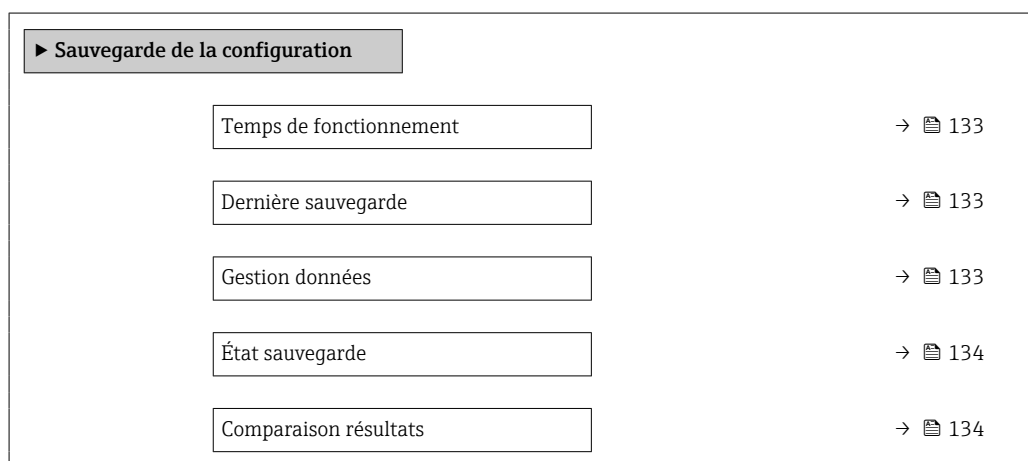 ▶ Sauvegarde de la configuration
Temps de fonctionnement → 133
Dernière sauvegarde → 133
Gestion données → 133
État sauvegarde → 134
Comparaison résultats → 134